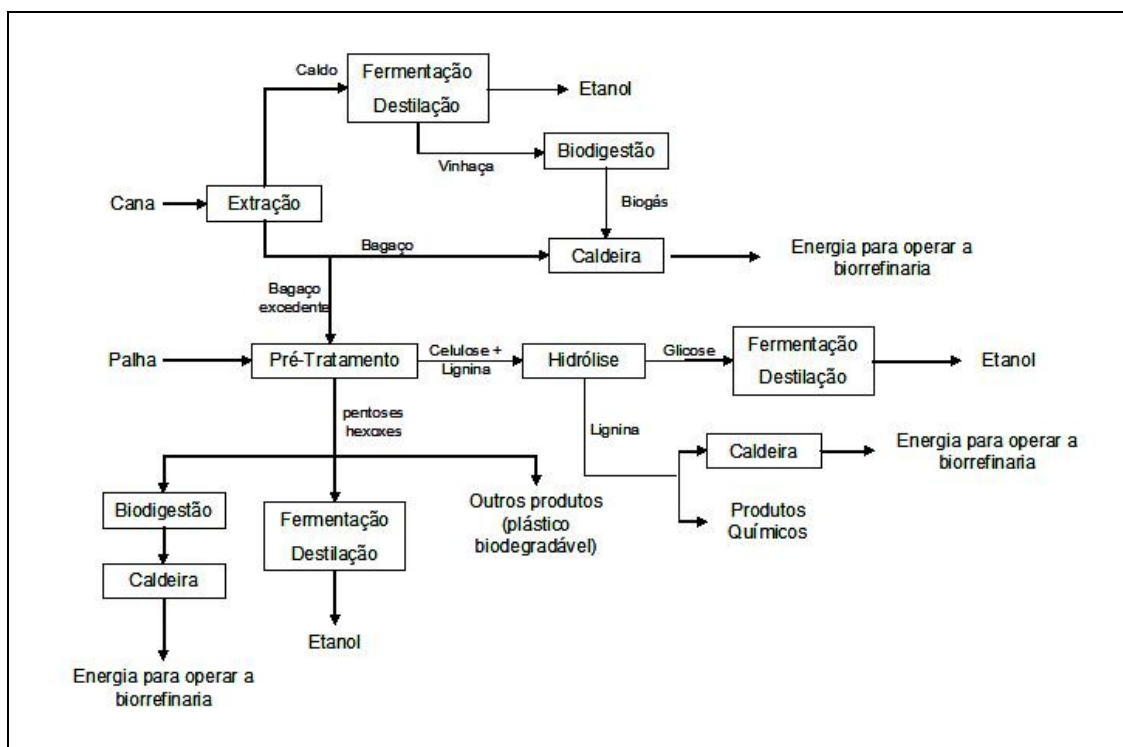 Caldo
Fermentação
Destilação
Etanol
Vinhaça
Biodigestão
Biogás
Cana
Extração
Bagaço
Caldeira
Energia para operar a
biorrefinaria
Bagaço
excedente
Palha
Pré-Tratamento
Celulose +
Lignina
Hidrólise
Glicose
Fermentação
Destilação
Etanol
pentoses
hexoxes
Lignina
Caldeira
Energia para operar a
biorrefinaria
Produtos
Químicos
Biodigestão
Caldeira
Energia para operar a
biorrefinaria
Fermentação
Destilação
Etanol
Outros produtos
(plástico
biodegradável)